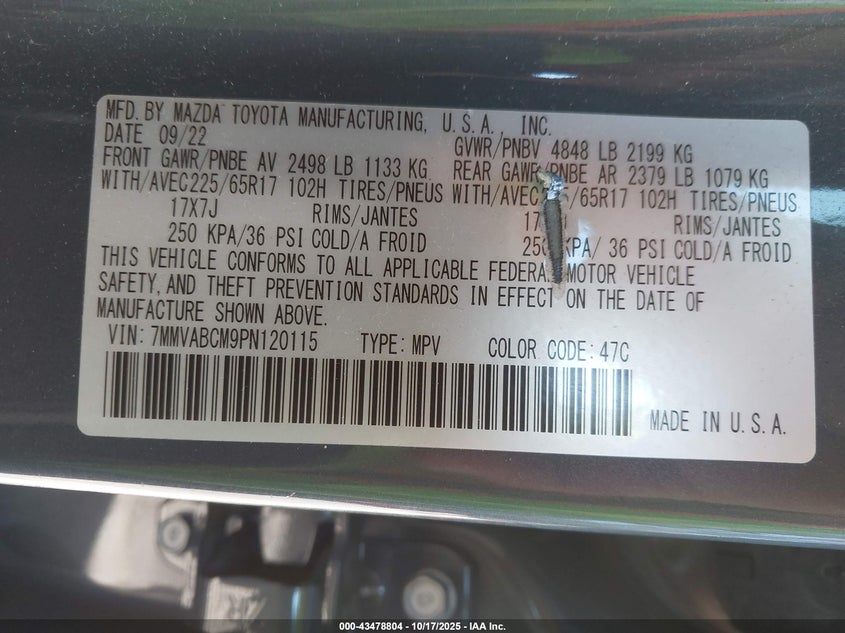 MFD. BY MAZDA TOYOTA MANUFACTURING, U.S.A., INC.
DATE 09/22 GVWR/PNBV 4848 LB 2199 KG
FRONT GAWR/PNBE AV 2498 LB 1133 KG REAR GAWR/PNBE AR 2379 LB 1079 KG
WITH/AVEC225/65R17 102H TIRES/PNEUS WITH/AVEC /65R17 102H TIRES/PNEUS
17X7J RIMS/JANTES 17 RIMS/JANTES
250 KPA/36 PSI COLD/A FROID 250 KPA/ 36 PSI COLD/A FROID
THIS VEHICLE CONFORMS TO ALL APPLICABLE FEDERAL MOTOR VEHICLE
SAFETY, AND THEFT PREVENTION STANDARDS IN EFFECT ON THE DATE OF
MANUFACTURE SHOWN ABOVE.
VIN: 7MMVABCM9PN120115 TYPE: MPV COLOR CODE: 47C
MADE IN U.S.A.
000-43478804 | 10/17/2025 | IAA Inc.